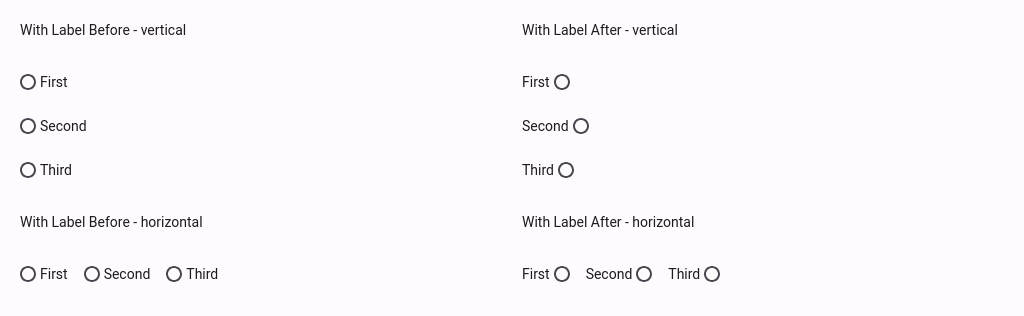 With Label Before - vertical
First
Second
Third
With Label Before - horizontal
First Second Third
With Label After - vertical
First
Second
Third
With Label After - horizontal
First Second Third